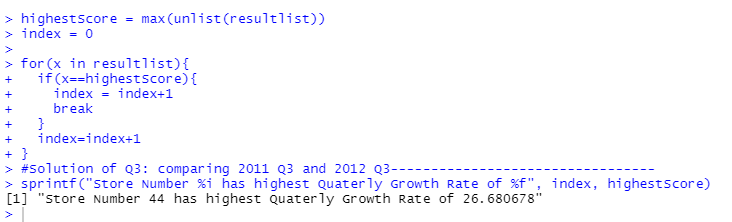 > highestScore = max(unlist(resultlist))
> index = 0
>
> for(x in resultlist){
+   if(x==highestScore){
+     index = index+1
+     break
+   }
+   index=index+1
+ }
> #Solution of Q3: comparing 2011 Q3 and 2012 Q3---------------------------------
> sprintf("Store Number %i has highest Quaterly Growth Rate of %f", index, highestScore)
[1] "Store Number 44 has highest Quaterly Growth Rate of 26.680678"
>